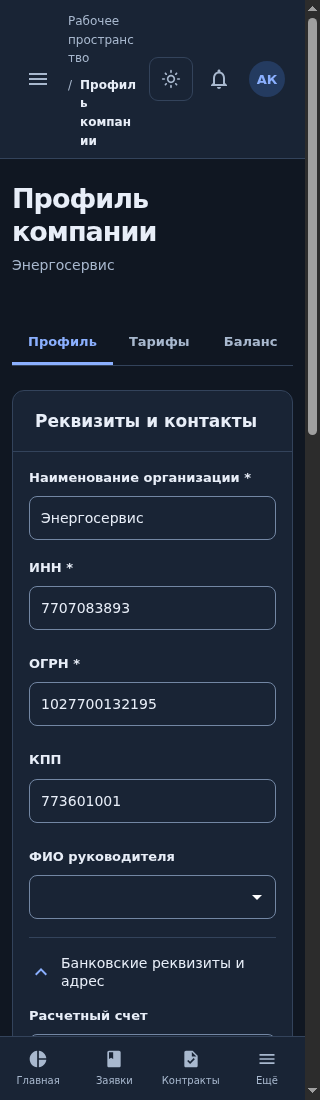 Рабочее
пространс
тво
/ Профил
ь
компан
ии
АК
Профиль
компании
Энергосервис
Профиль Тарифы Баланс
Реквизиты и контакты
Наименование организации *
Энергосервис
ИНН *
7707083893
ОГРН *
1027700132195
КПП
773601001
ФИО руководителя
Банковские реквизиты и
адрес
Расчетный счет
Главная Заявки Контракты Ещё